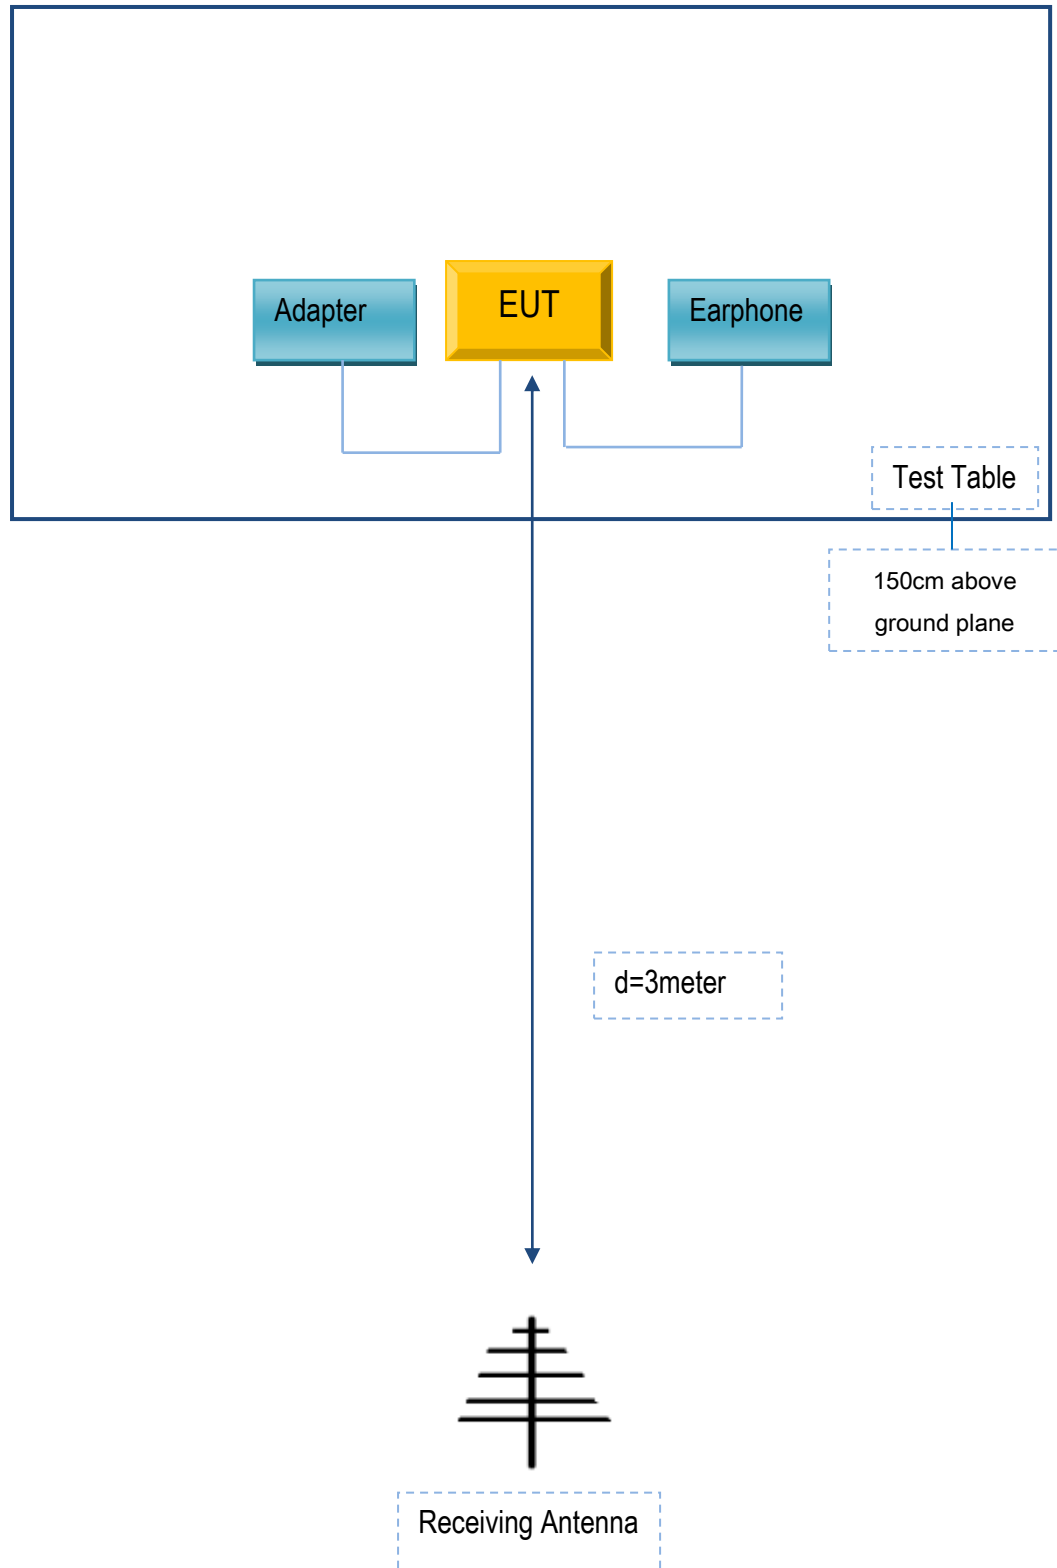 Adapter
EUT
Earphone
Test Table
150cm above
ground plane
d=3meter
Receiving Antenna